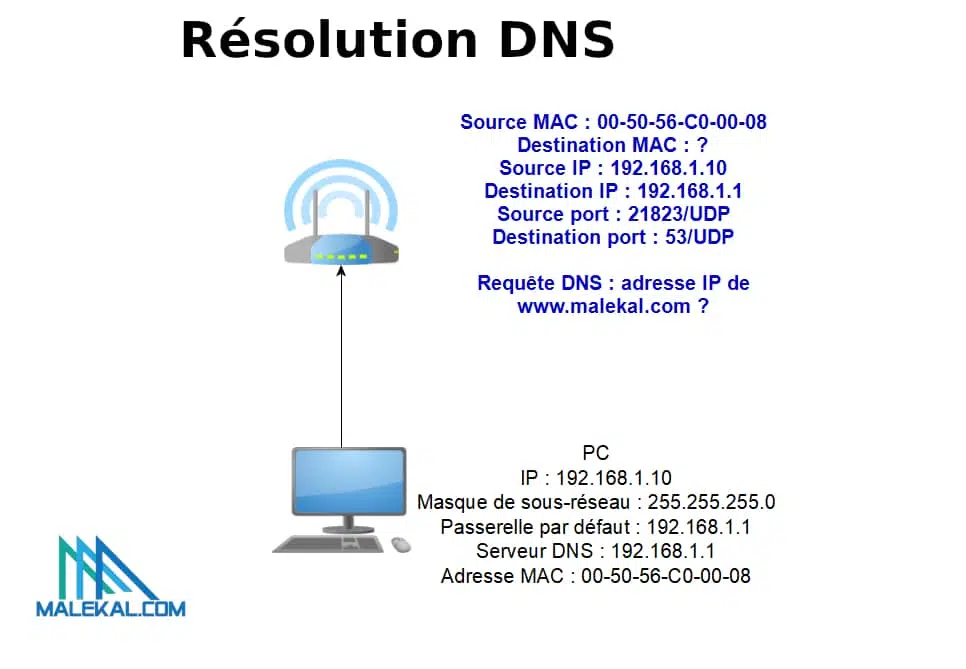 Résolution DNS
Source MAC : 00-50-56-C0-00-08
Destination MAC : ?
Source IP : 192.168.1.10
Destination IP : 192.168.1.1
Source port : 21823/UDP
Destination port : 53/UDP
Requête DNS : adresse IP de
www.malekal.com ?
PC
IP : 192.168.1.10
Masque de sous-réseau : 255.255.255.0
Passerelle par défaut : 192.168.1.1
Serveur DNS : 192.168.1.1
Adresse MAC : 00-50-56-C0-00-08
MALEKAL.COM